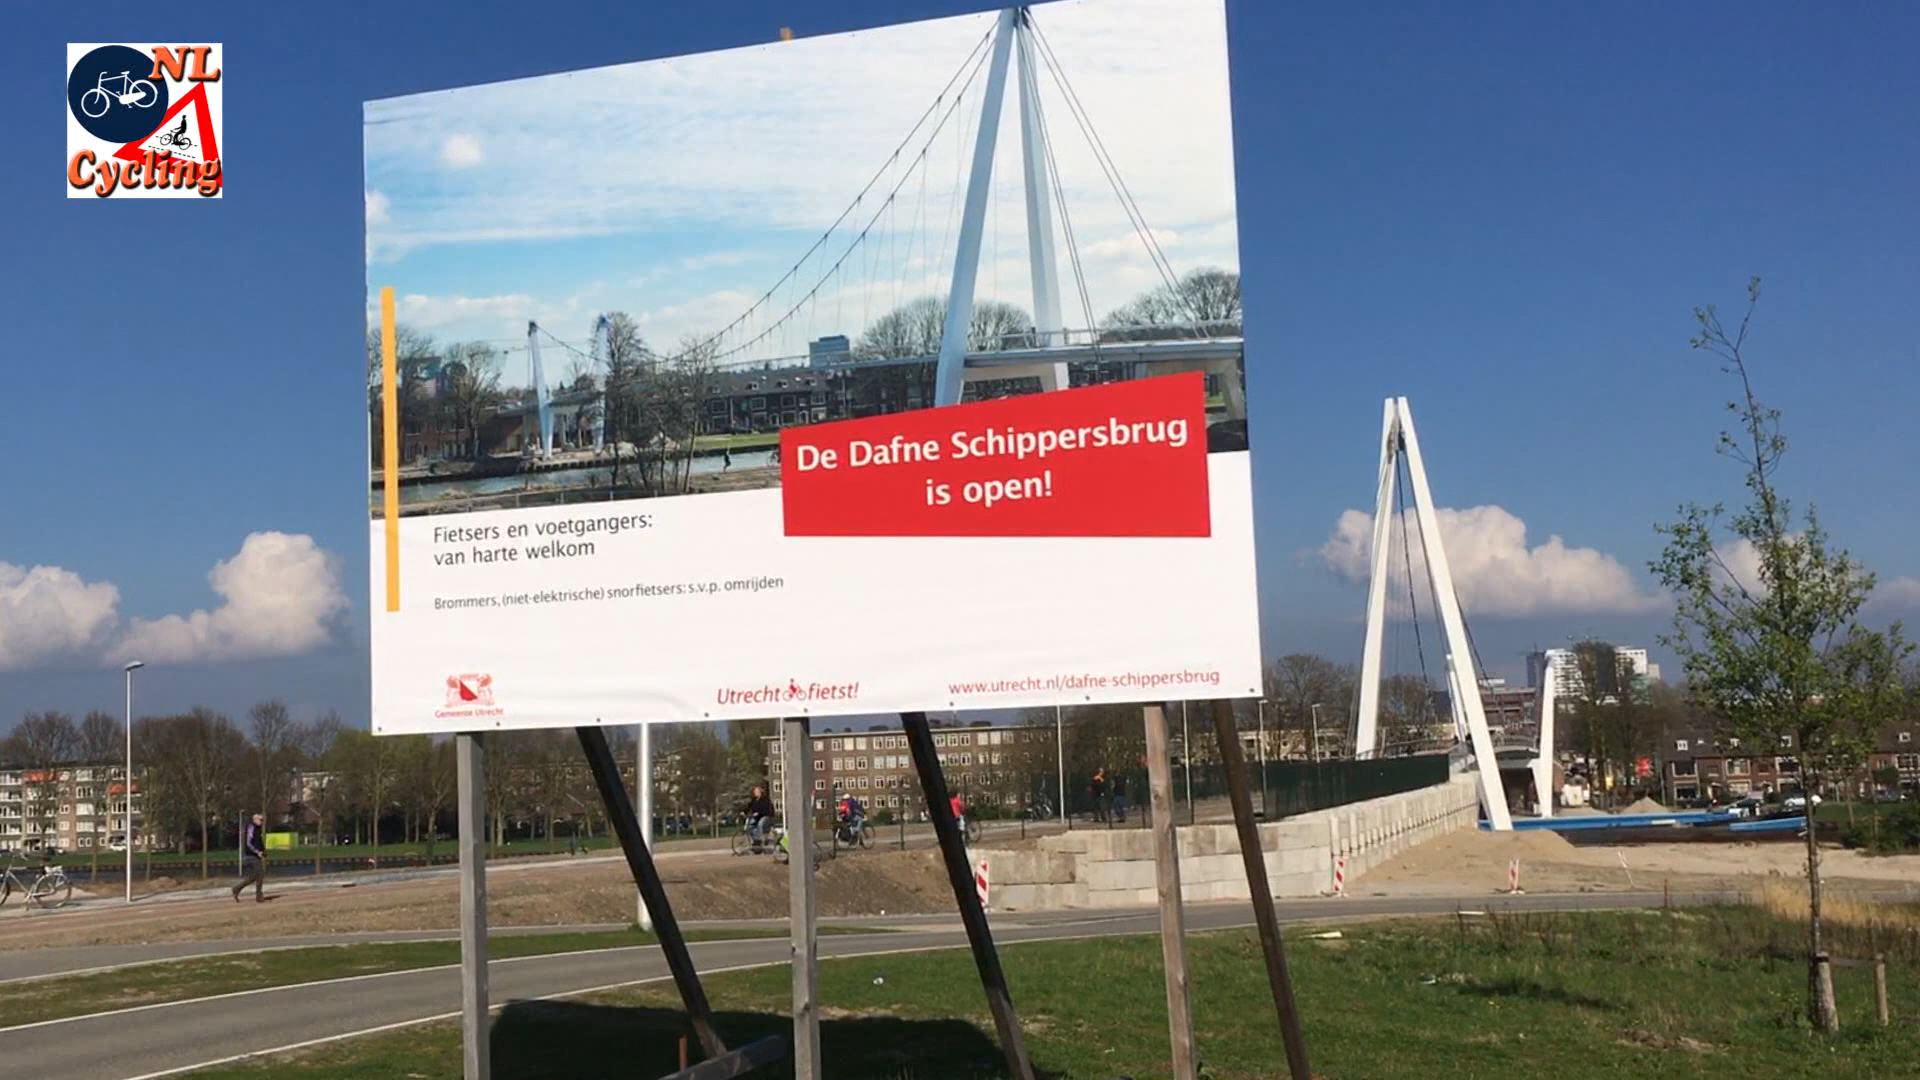 NL
Cycling
De Dafne Schippersbrug
is open!
Fietsers en voetgangers:
van harte welkom
Brommers, (niet-elektrische) snorfietsers: s.v.p. omrijden
Gemeente Utrecht
Utrecht fietst!
www.utrecht.nl/dafne-schippersbrug